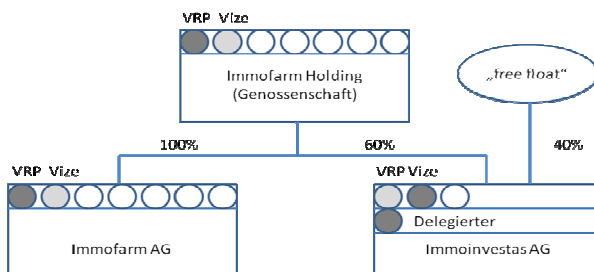 VRP Vize
Immofarm Holding
(Genossenschaft)
„free float“
100%
60%
40%
VRP Vize
VRP Vize
Delegierter
Immofarm AG
Immoinvestas AG